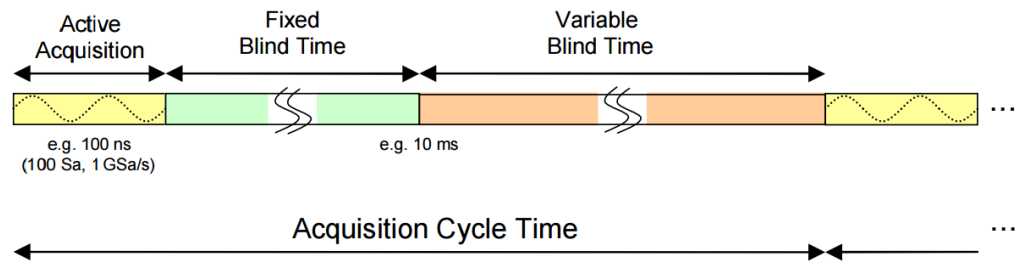 Active
Acquisition
Fixed
Blind Time
Variable
Blind Time
...
e.g. 100 ns
(100 Sa, 1 GSa/s)
e.g. 10 ms
Acquisition Cycle Time
...